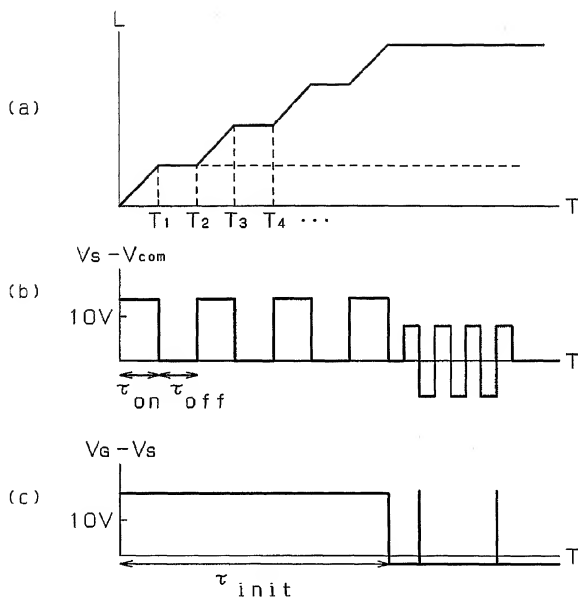 L
(a)
T1 T2 T3 T4 ...
T
VS-Vcom
(b)
10V
T
τon τoff
VG-VS
(c)
10V
T
τinit